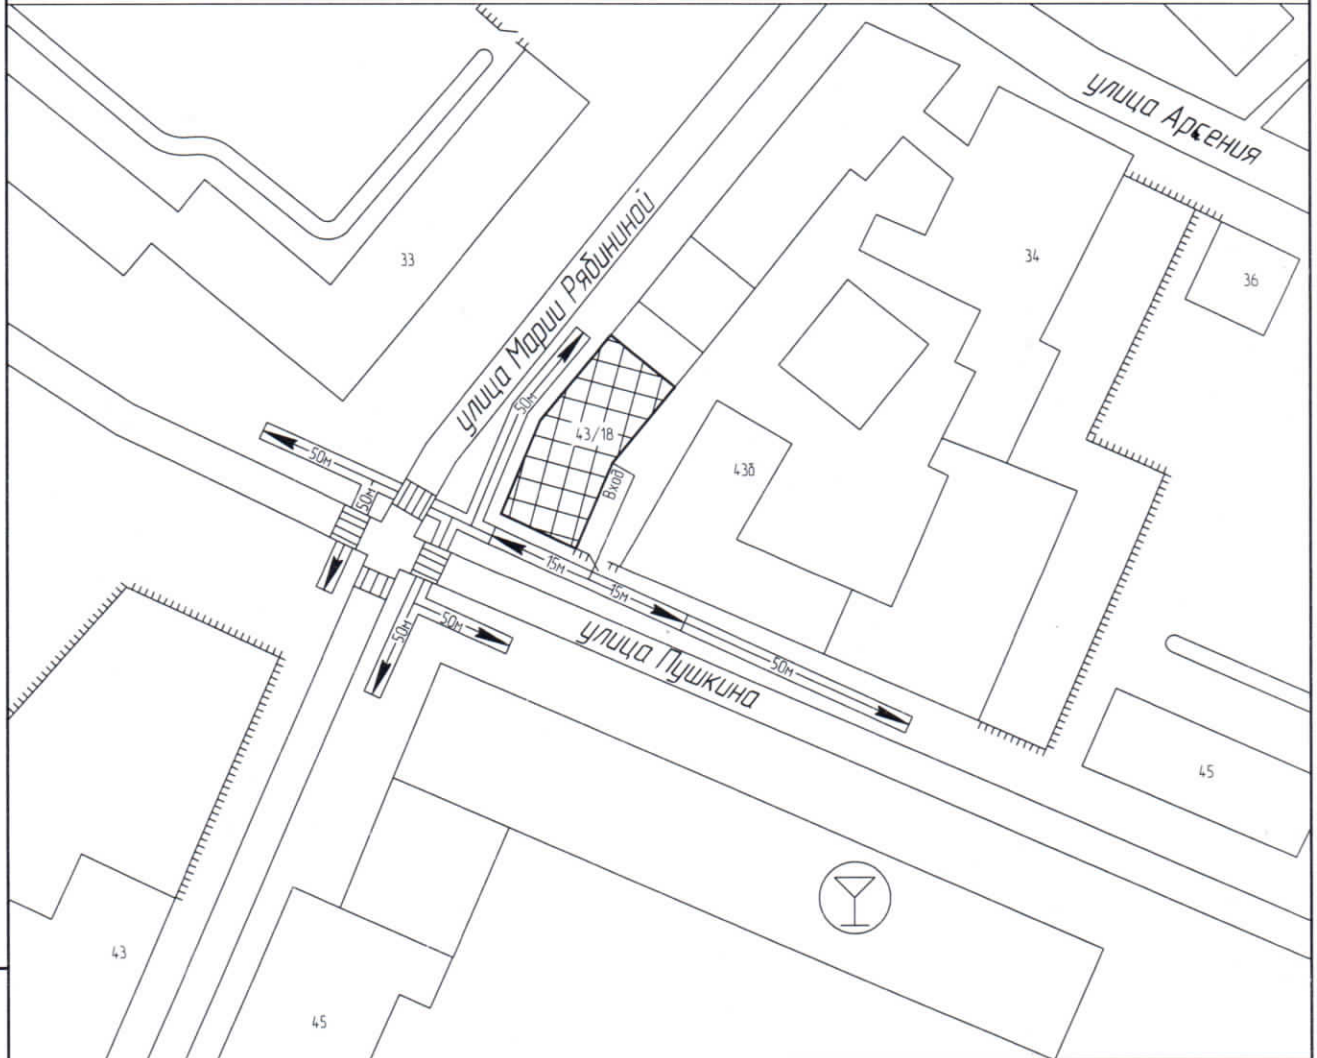 улица Арсения
33
улица Марии Рябининой
34
36
50м
43/18
50м
43δ
Вход
50м
15м
15м
50м
50м
улица Пушкина
50м
45
43
45